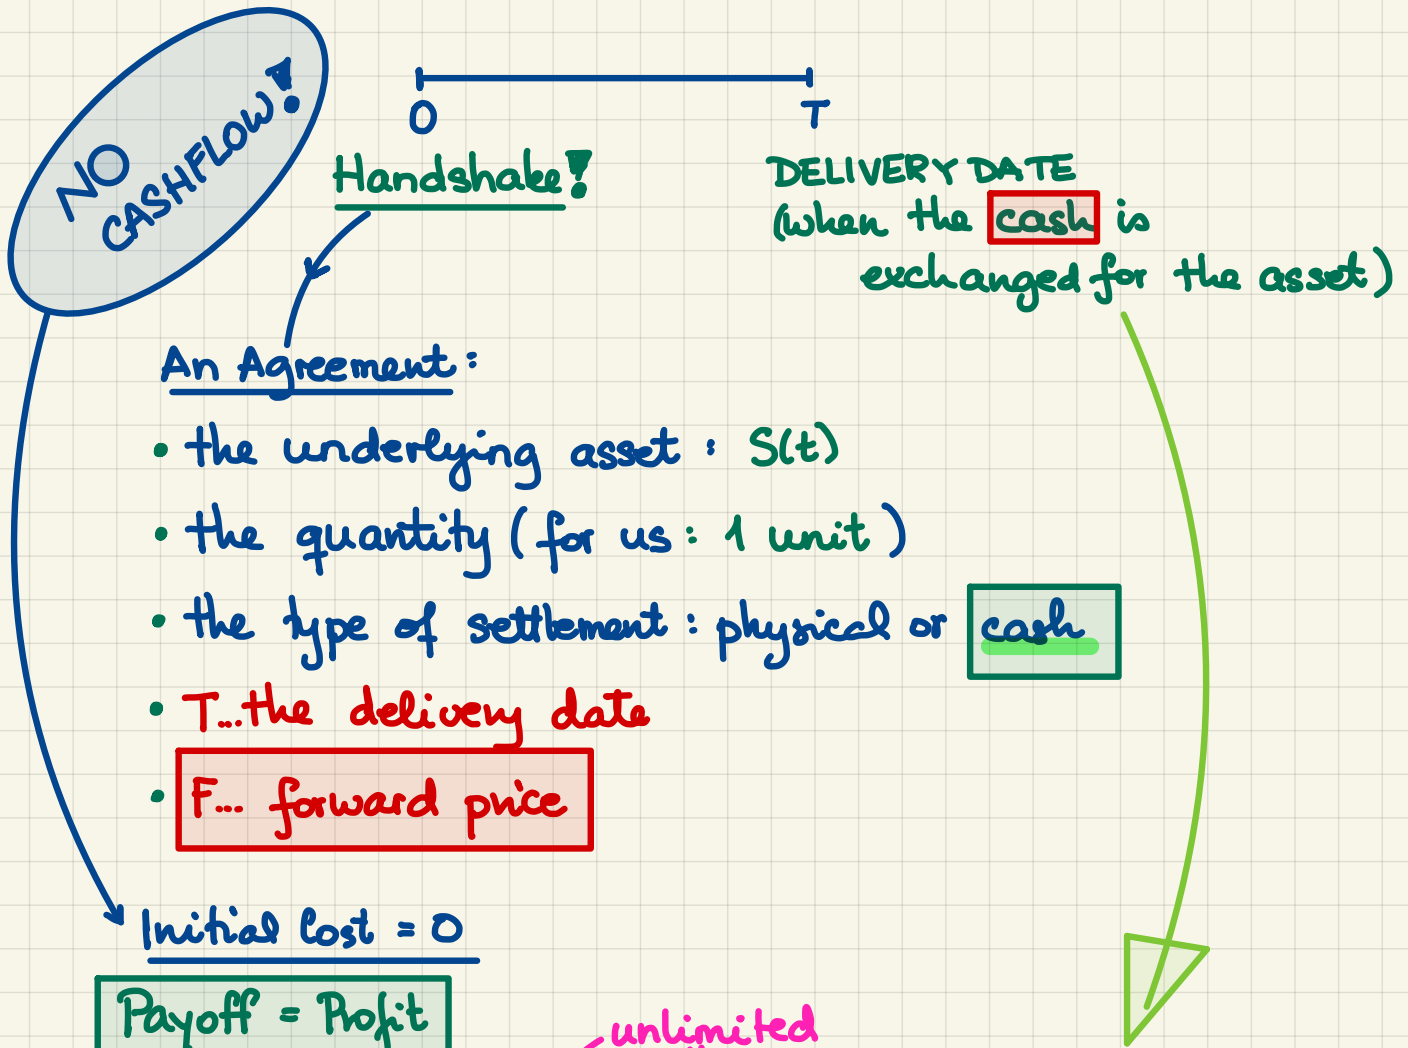 NO
CASHFLOW!
0 T
Handshake!
DELIVERY DATE
(when the cash is
exchanged for the asset)
An Agreement:
• the underlying asset: S(t)
• the quantity (for us: 1 unit)
• the type of settlement: physical or cash
• T...the delivery date
• F... forward price
Initial Cost = 0
Payoff = Profit
unlimited